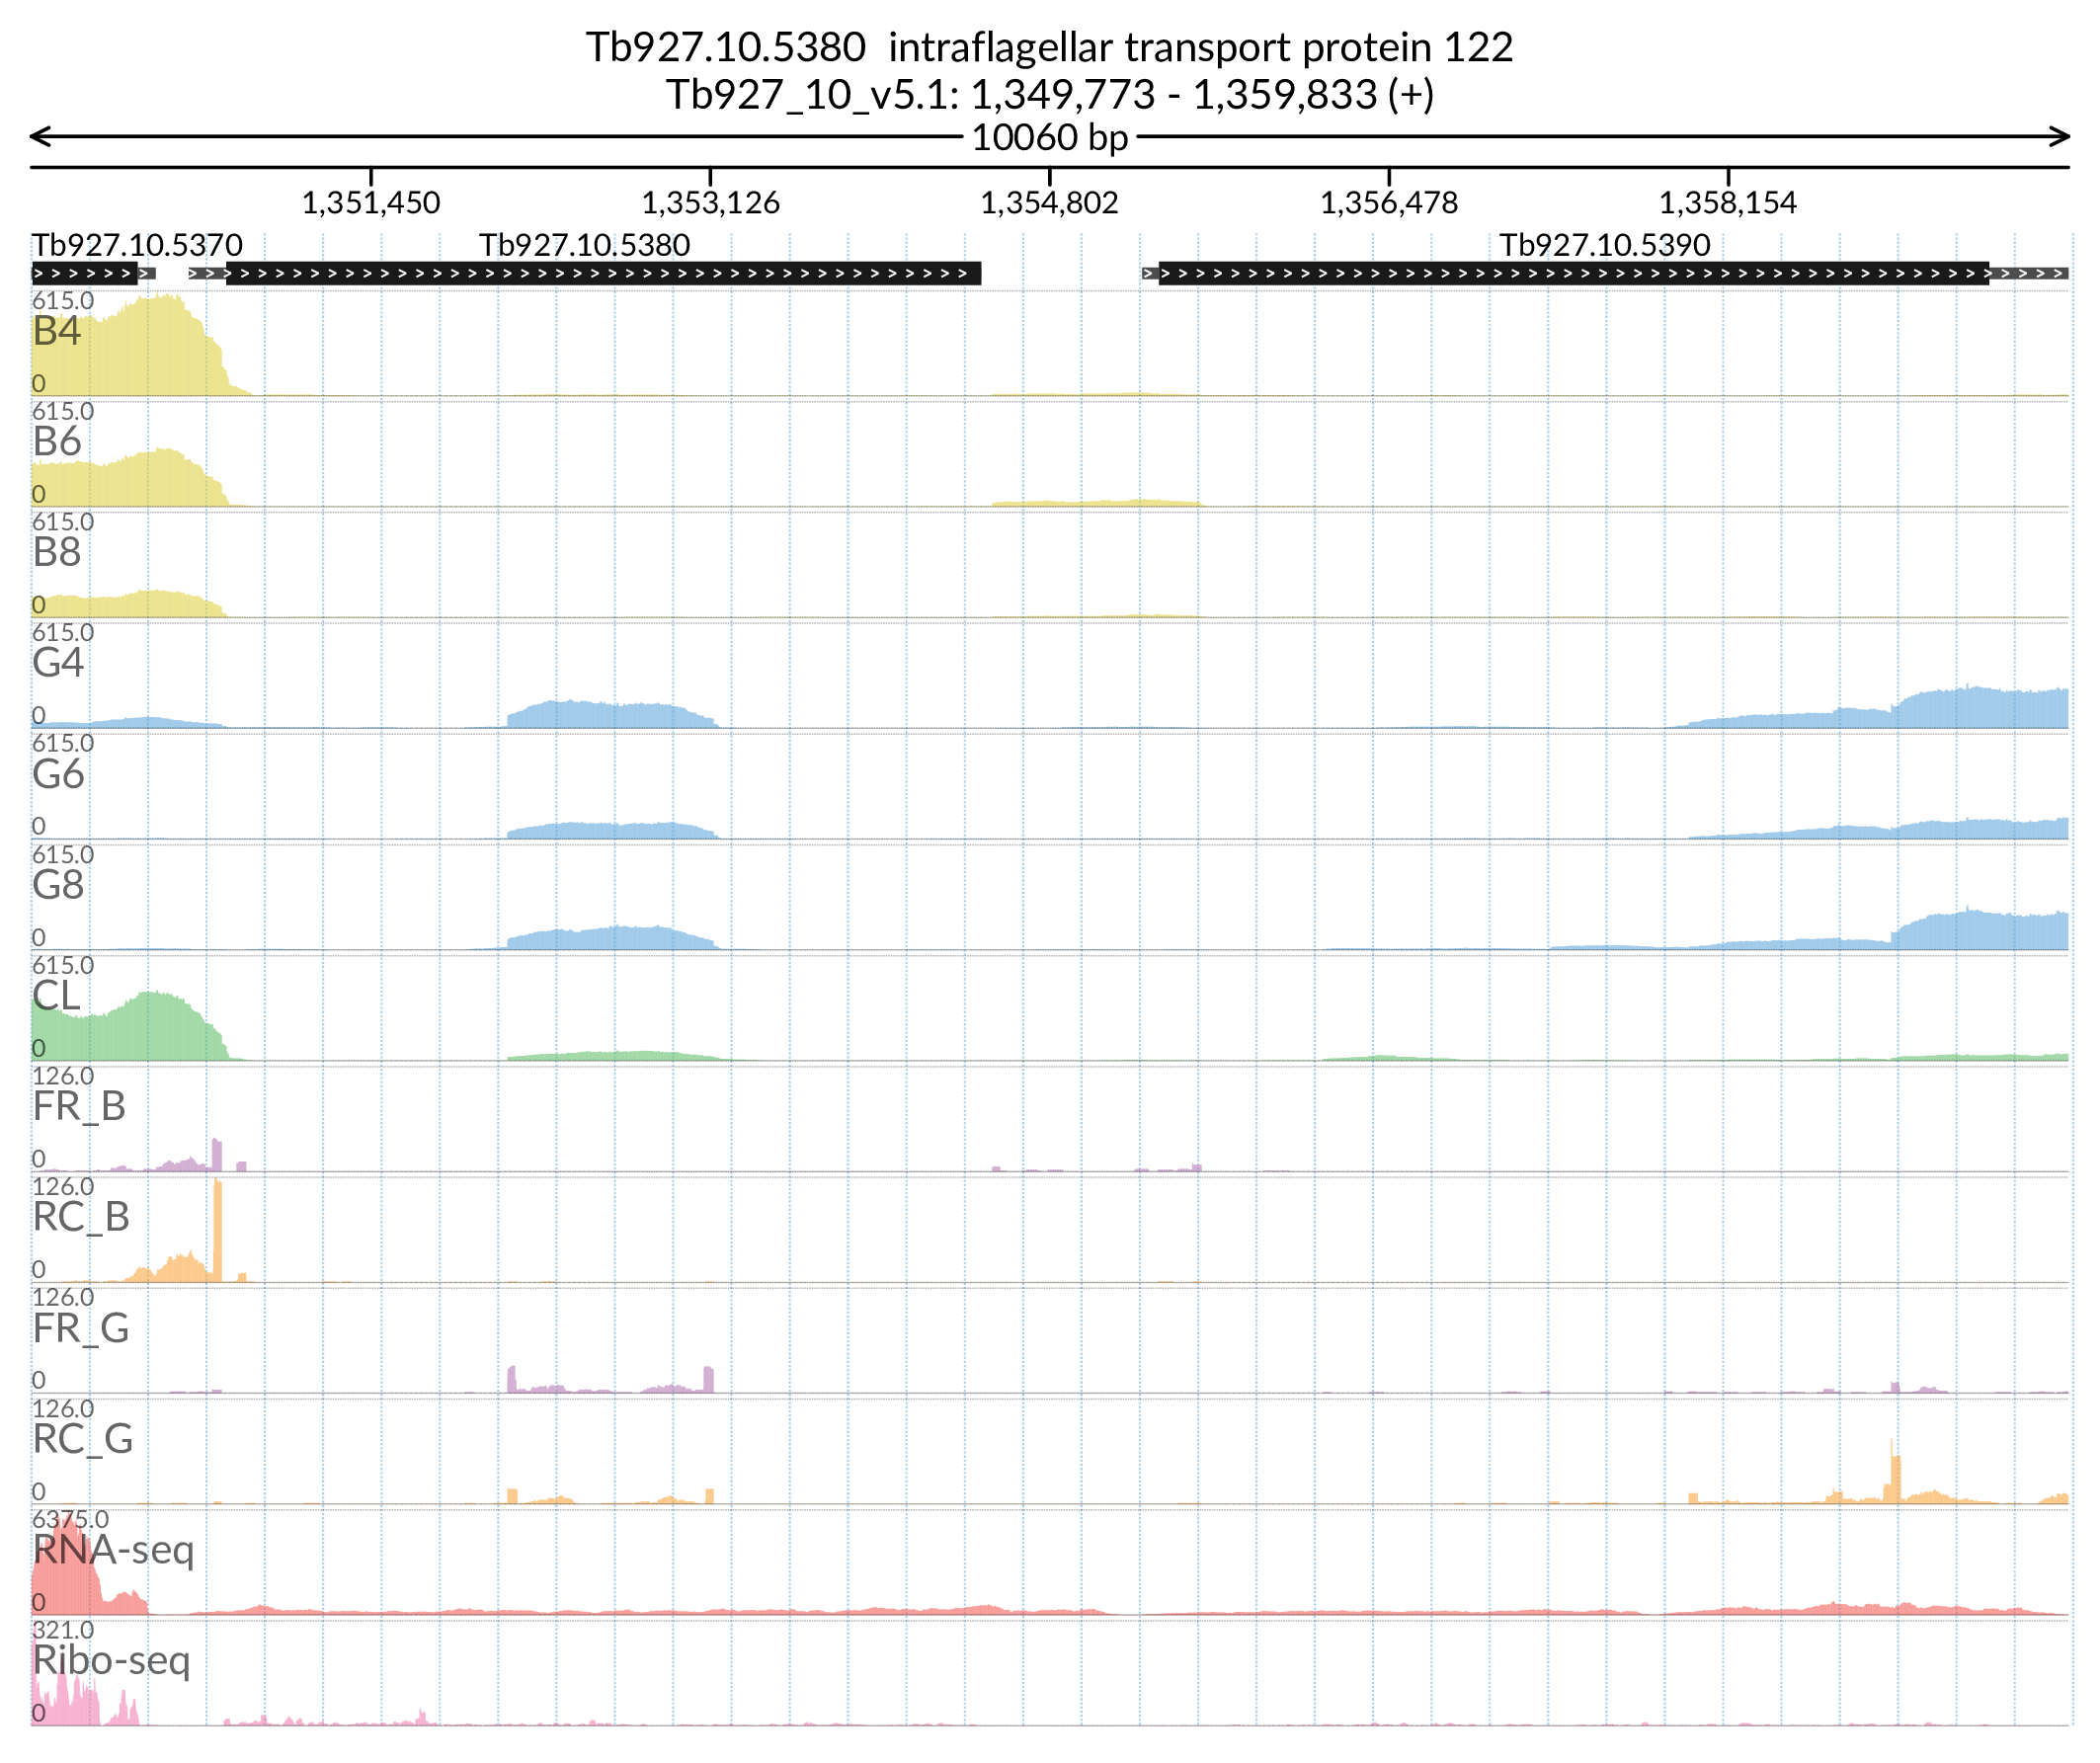 Tb927.10.5380 intraflagellar transport protein 122
Tb927_10_v5.1: 1,349,773 - 1,359,833 (+)
10060 bp
1,351,450 1,353,126 1,354,802 1,356,478 1,358,154
Tb927.10.5370 Tb927.10.5380 Tb927.10.5390
615.0
B4
0
615.0
B6
0
615.0
B8
0
615.0
G4
0
615.0
G6
0
615.0
G8
0
615.0
CL
0
126.0
FR_B
0
126.0
RC_B
0
126.0
FR_G
0
126.0
RC_G
0
6375.0
RNA-seq
0
321.0
Ribo-seq
0